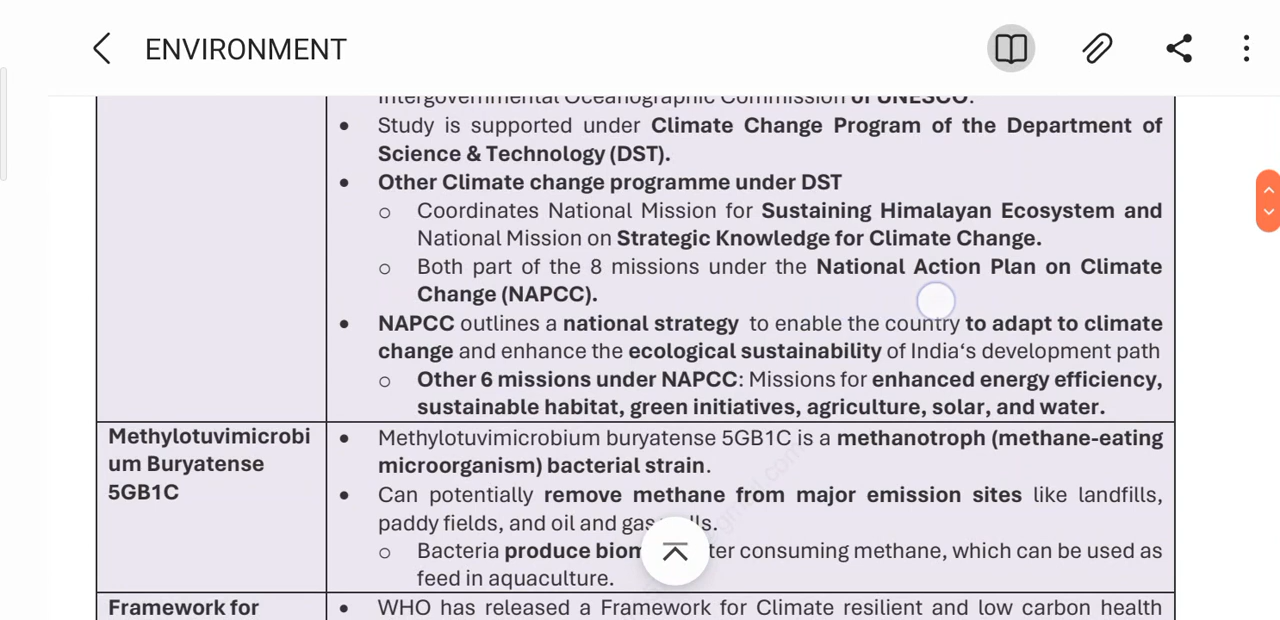 ENVIRONMENT
Intergovernmental Oceanographic Commission of UNESCO.
• Study is supported under Climate Change Program of the Department of
Science & Technology (DST).
• Other Climate change programme under DST
o Coordinates National Mission for Sustaining Himalayan Ecosystem and
National Mission on Strategic Knowledge for Climate Change.
o Both part of the 8 missions under the National Action Plan on Climate
Change (NAPCC).
• NAPCC outlines a national strategy to enable the country to adapt to climate
change and enhance the ecological sustainability of India‘s development path
o Other 6 missions under NAPCC: Missions for enhanced energy efficiency,
sustainable habitat, green initiatives, agriculture, solar, and water.
Methylotuvimicrobi
um Buryatense
5GB1C
• Methylotuvimicrobium buryatense 5GB1C is a methanotroph (methane-eating
microorganism) bacterial strain.
• Can potentially remove methane from major emission sites like landfills,
paddy fields, and oil and gas
o Bacteria produce consuming methane, which can be used as
feed in aquaculture.
Framework for
• WHO has released a Framework for Climate resilient and low carbon health